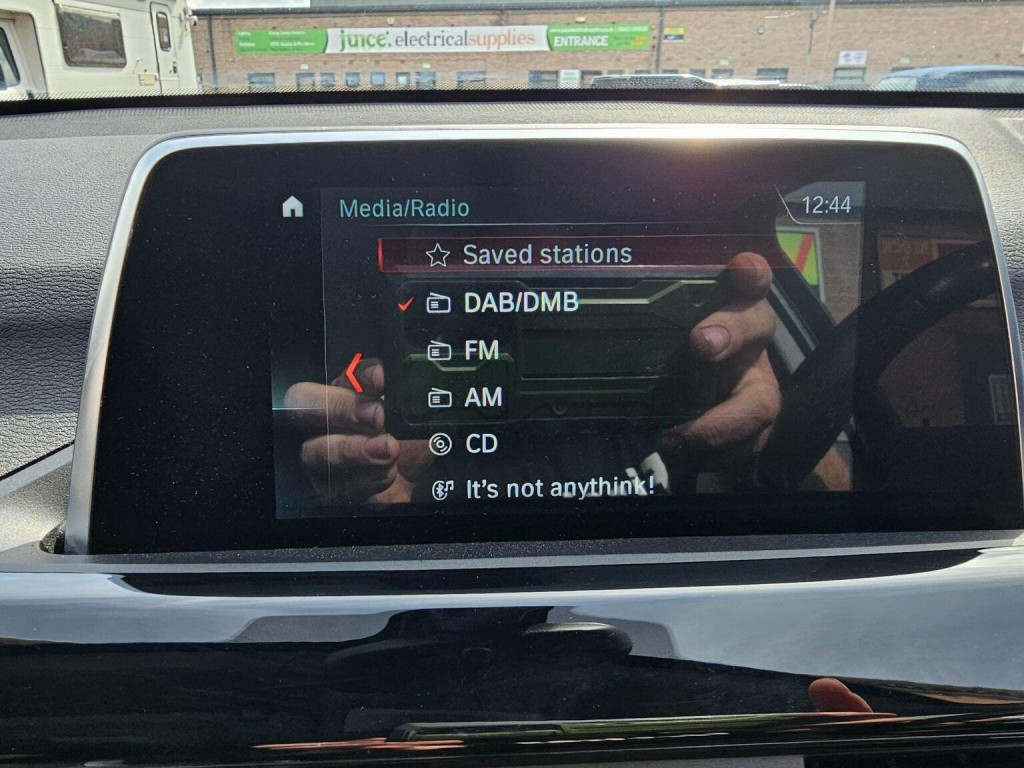 juice. electricalsupplies
ENTRANCE
Media/Radio
12:44
Saved stations
DAB/DMB
FM
AM
CD
It's not anythink!